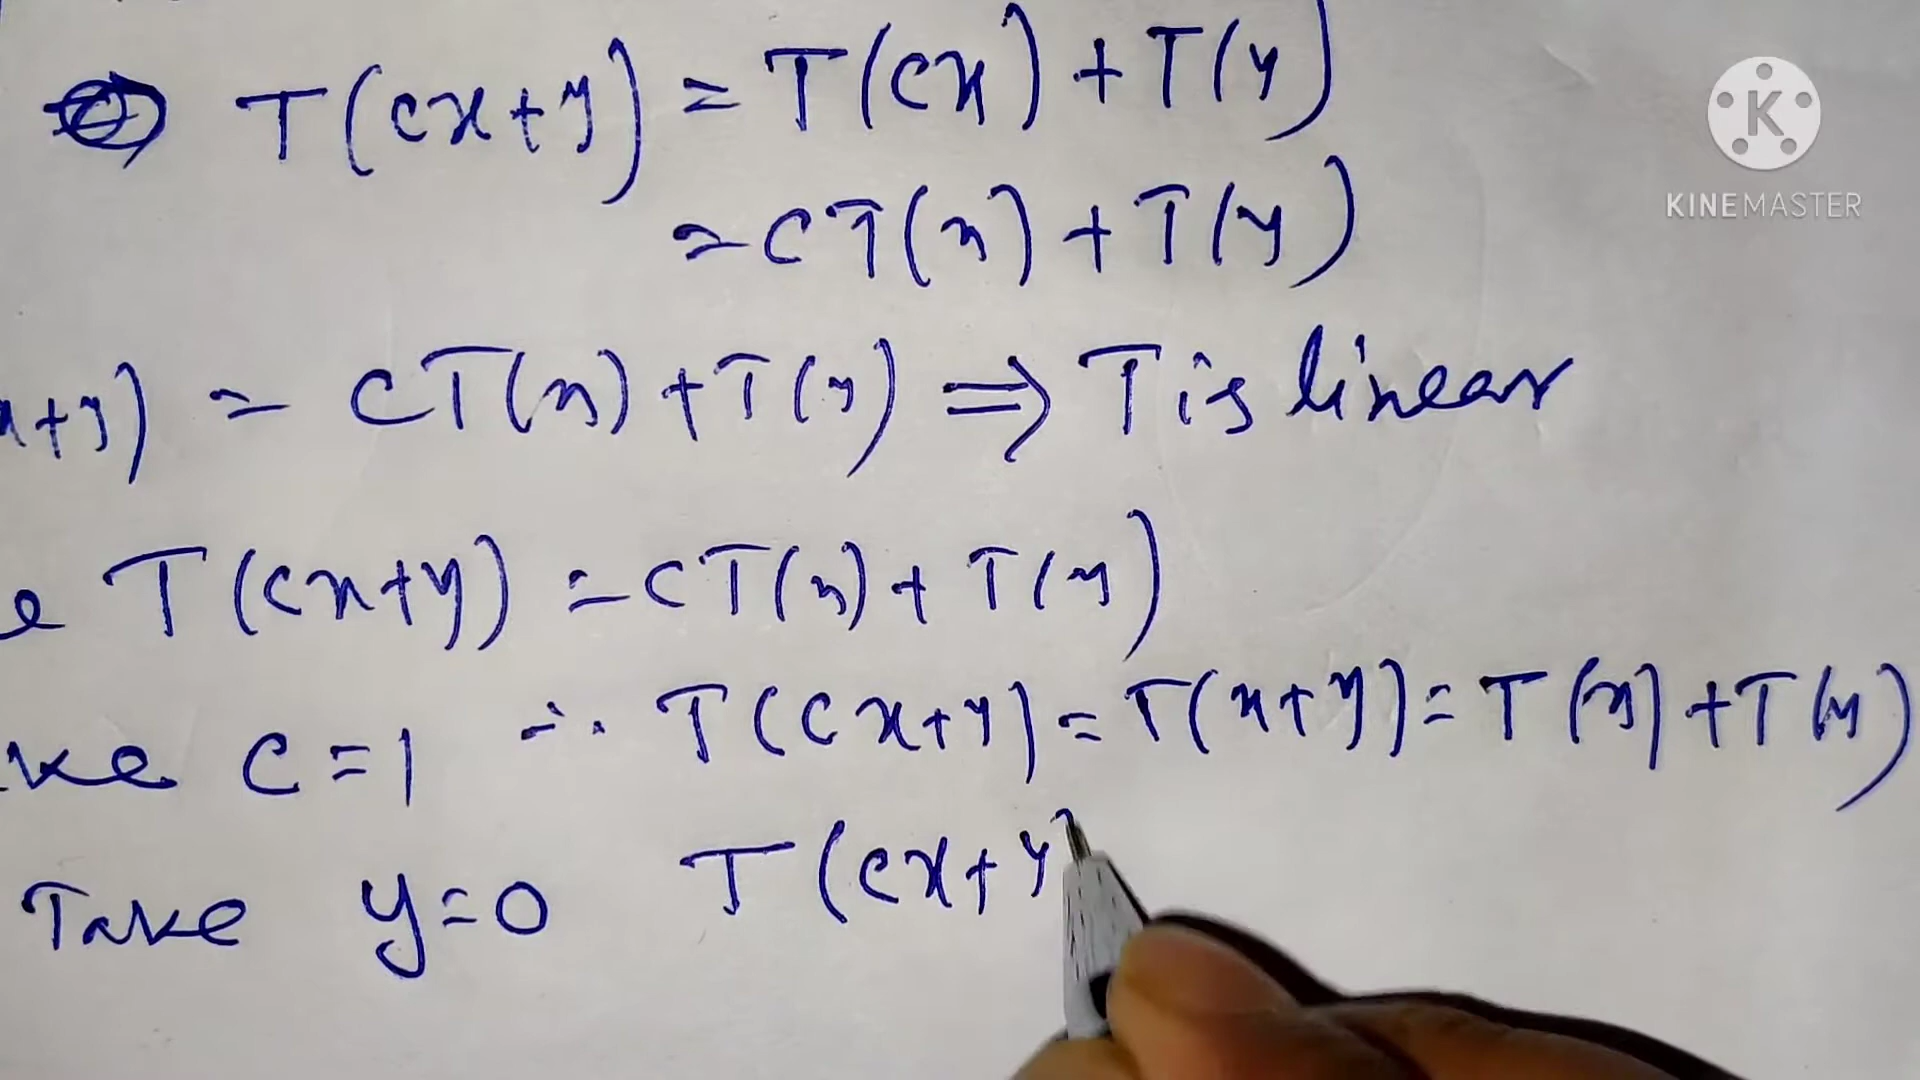 T(cx+y) = T(cx) + T(y)
= CT(x) + T(y)
x+y) = CT(x) + T(y) ⇒ T is linear
e T(cx+y) = CT(x) + T(y)
ke C=1 ∴ T(cx+y) = T(x+y) = T(x) + T(y)
Take y=0 T(cx+y)
K
KINEMASTER